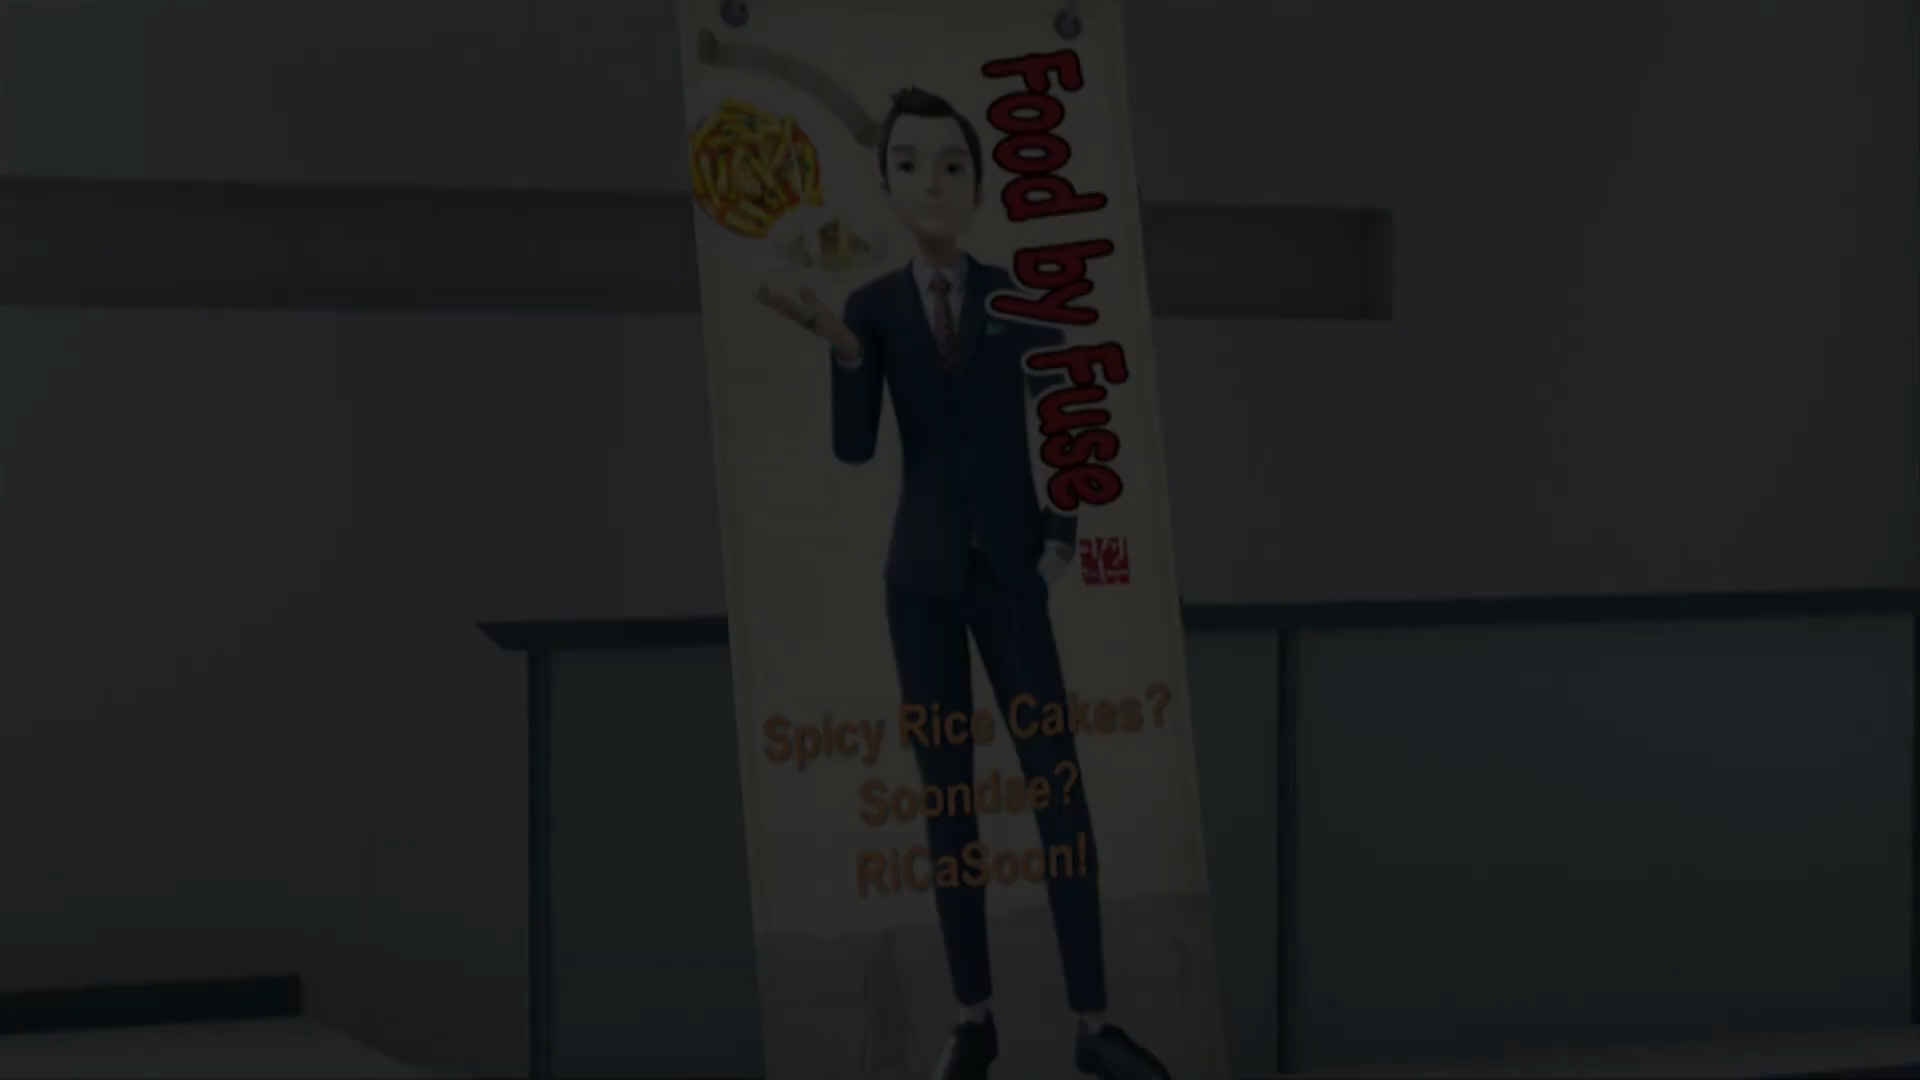 Food by Fuse
Spicy Rice Cakes?
Soondae?
RiCaSoon!